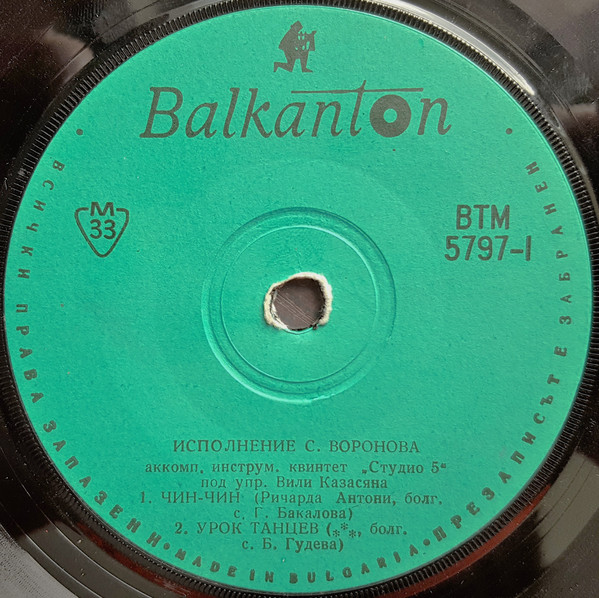 Balkanton
М
33
ВТМ
5797-I
ИСПОЛНЕНИЕ С. ВОРОНОВА
аккомп. инструм. квинтет „Студио 5“
под упр. Вили Казасяна
1. ЧИН-ЧИН (Ричарда Антони, болг.
с. Г. Бакалова)
2. УРОК ТАНЦЕВ (***, болг.
с. Б. Гудева)
• ВСИЧКИ ПРАВА ЗАПАЗЕНИ • MADE IN BULGARIA • ПРЕЗАПИСЪТ Е ЗАБРАНЕН •